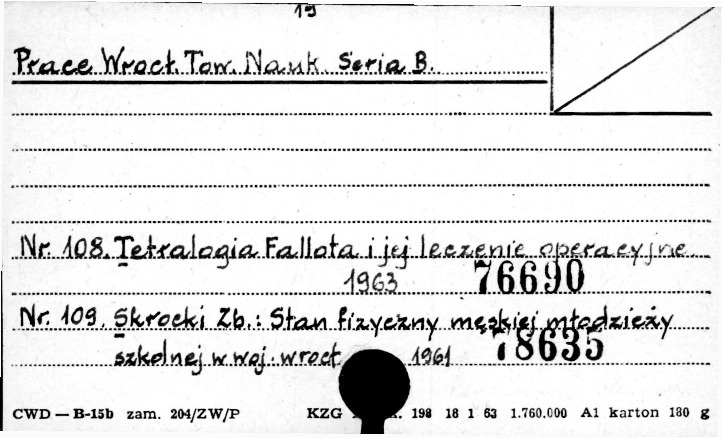 19
Prace Wrocł. Tow. Nauk. Seria B.
Nr. 108. Tetralogia Fallota i jej leczenie operacyjne
1963 76690
Nr. 109. Skrocki Zb.: Stan fizyczny męskiej młodzieży
szkolnej w woj. wrocł. 1961 78635
CWD — B-15b zam. 204/ZW/P KZG 198 18 1 63 1.760.000 A1 karton 180 g